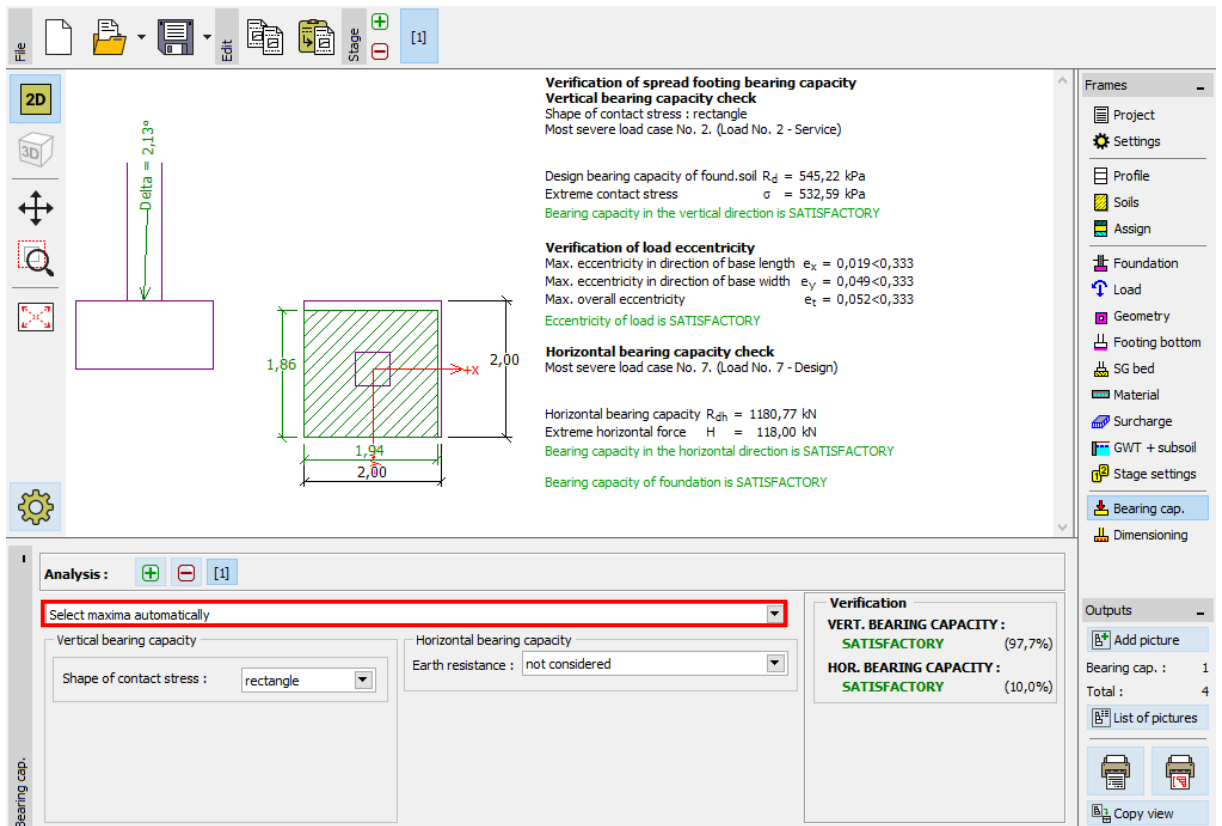 File
Edit
Stage
[1]
2D
3D
Delta = 2,13°
1,86
2,00
+x
1,94
2,00
Verification of spread footing bearing capacity
Vertical bearing capacity check
Shape of contact stress : rectangle
Most severe load case No. 2. (Load No. 2 - Service)
Design bearing capacity of found.soil Rd = 545,22 kPa
Extreme contact stress σ = 532,59 kPa
Bearing capacity in the vertical direction is SATISFACTORY
Verification of load eccentricity
Max. eccentricity in direction of base length ex = 0,019<0,333
Max. eccentricity in direction of base width ey = 0,049<0,333
Max. overall eccentricity et = 0,052<0,333
Eccentricity of load is SATISFACTORY
Horizontal bearing capacity check
Most severe load case No. 7. (Load No. 7 - Design)
Horizontal bearing capacity Rdh = 1180,77 kN
Extreme horizontal force H = 118,00 kN
Bearing capacity in the horizontal direction is SATISFACTORY
Bearing capacity of foundation is SATISFACTORY
Frames
Project
Settings
Profile
Soils
Assign
Foundation
Load
Geometry
Footing bottom
SG bed
Material
Surcharge
GWT + subsoil
Stage settings
Bearing cap.
Dimensioning
Bearing cap.
Analysis : [1]
Select maxima automatically
Vertical bearing capacity
Shape of contact stress : rectangle
Horizontal bearing capacity
Earth resistance : not considered
Verification
VERT. BEARING CAPACITY :
SATISFACTORY (97,7%)
HOR. BEARING CAPACITY :
SATISFACTORY (10,0%)
Outputs
Add picture
Bearing cap. : 1
Total : 4
List of pictures
Copy view